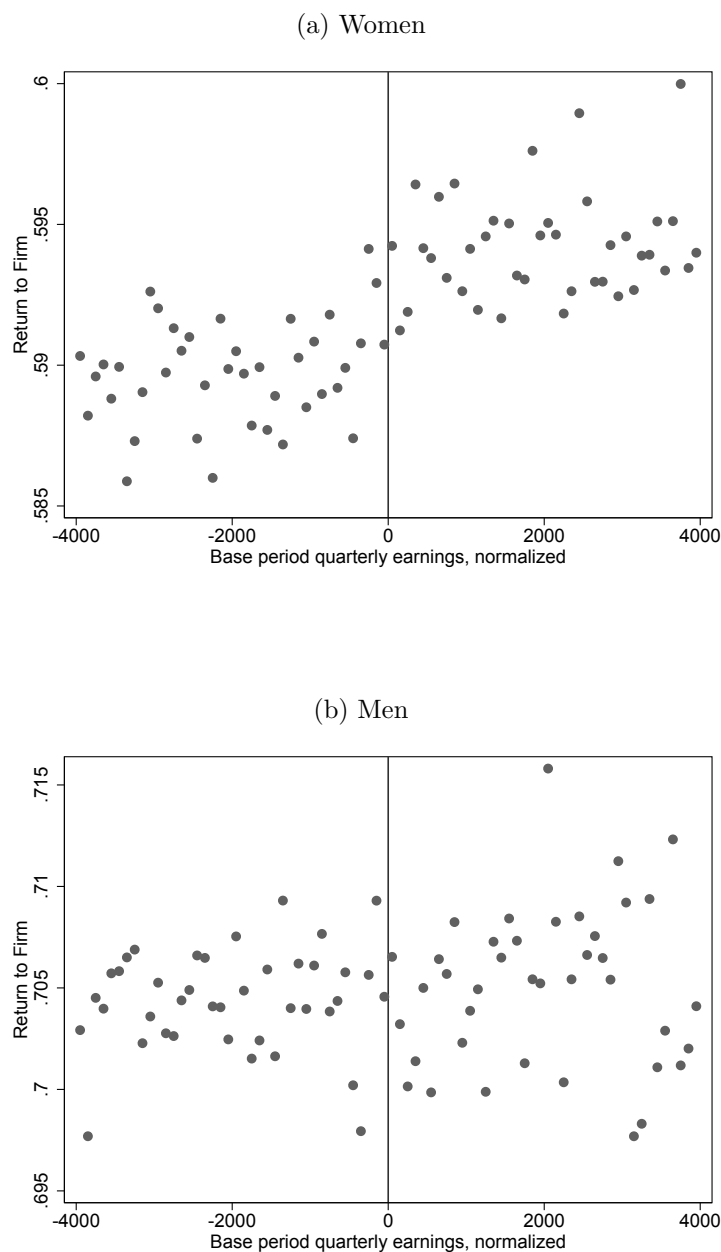 (a) Women
.6
.595
.59
.585
Return to Firm
-4000 -2000 0 2000 4000
Base period quarterly earnings, normalized
(b) Men
.715
.71
.705
.7
.695
Return to Firm
-4000 -2000 0 2000 4000
Base period quarterly earnings, normalized